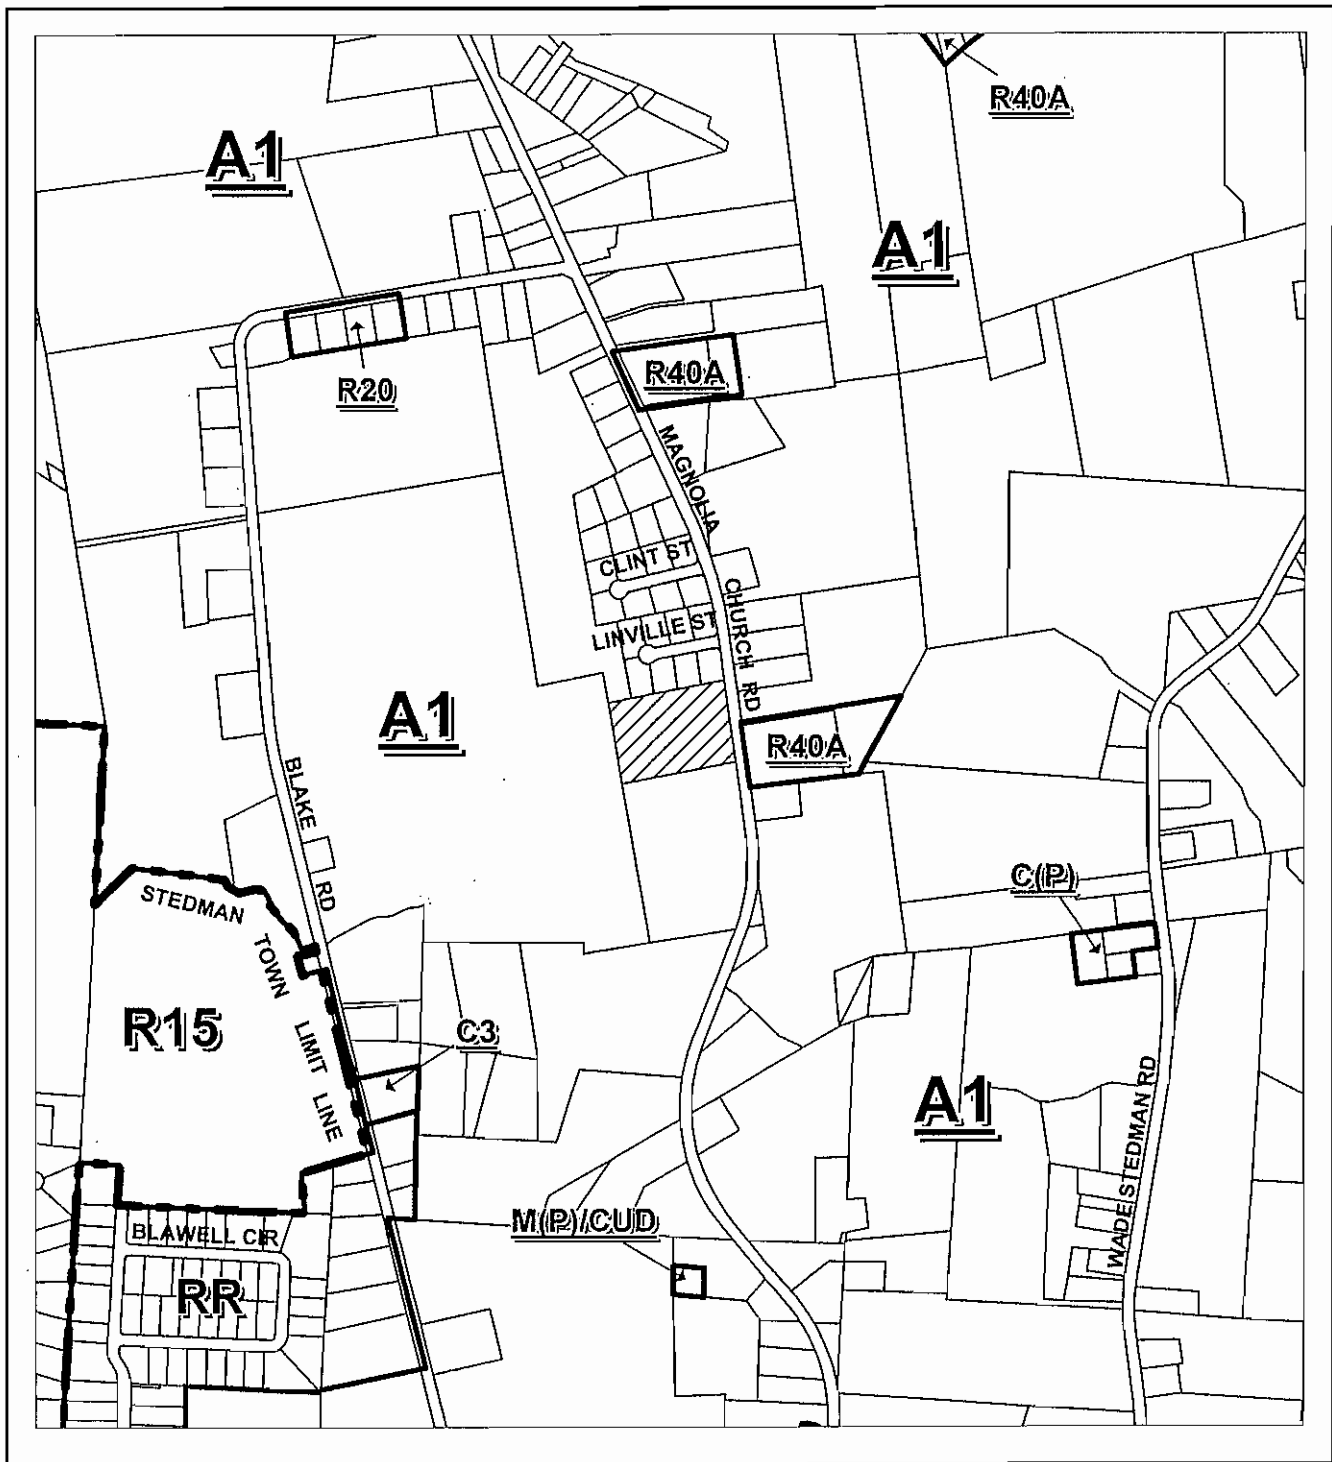 R40A
A1
A1
R20
R40A
MAGNOLIA CHURCH RD
CLINT ST
LINVILLE ST
A1
R40A
BLAKE RD
STEDMAN TOWN LIMIT LINE
C(P)
R15
C3
A1
WADE STEDMAN RD
M(P)/CUD
BLAWELL CIR
RR